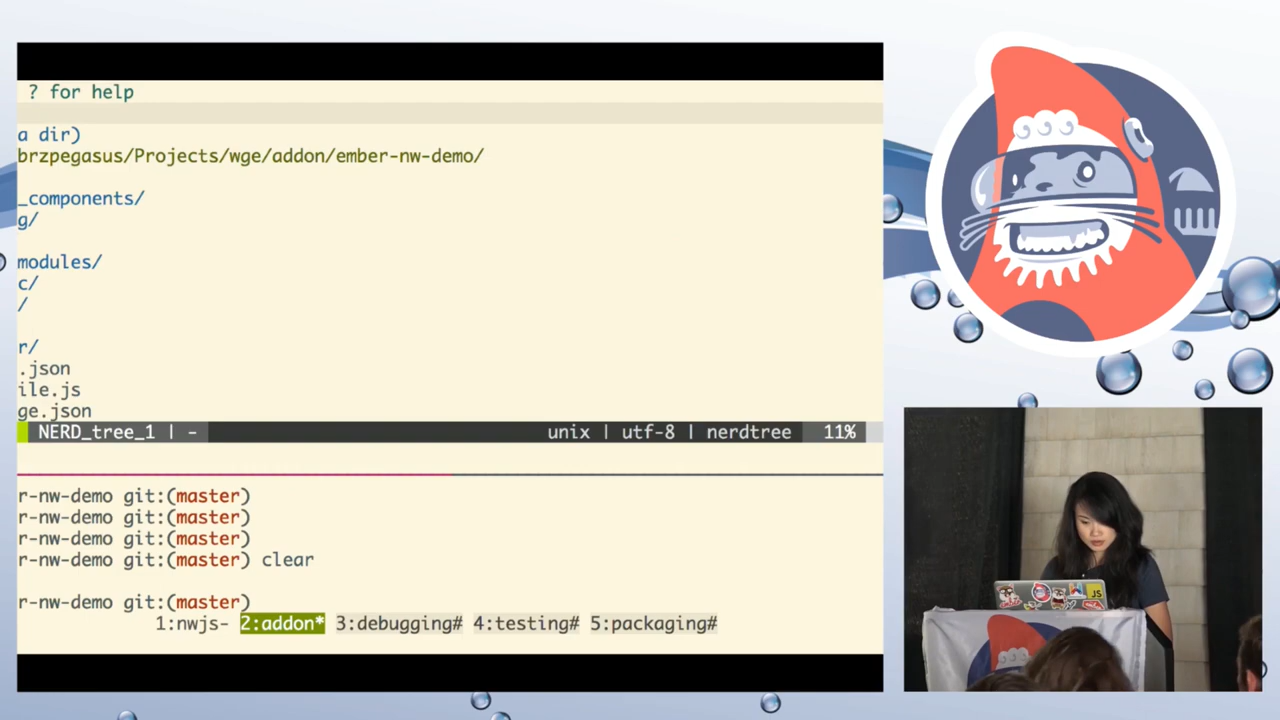 ? for help
a dir)
brzpegasus/Projects/wge/addon/ember-nw-demo/
_components/
g/
modules/
c/
/
r/
.json
ile.js
ge.json
NERD_tree_1 | - unix | utf-8 | nerdtree 11%
r-nw-demo git:(master)
r-nw-demo git:(master)
r-nw-demo git:(master)
r-nw-demo git:(master) clear
r-nw-demo git:(master)
1:nwjs- 2:addon* 3:debugging# 4:testing# 5:packaging#
JS